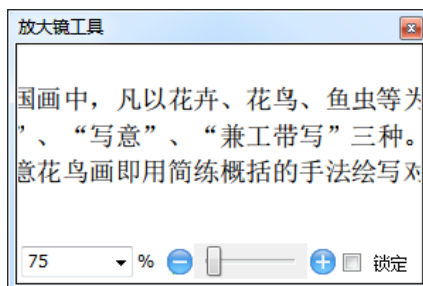 放大镜工具
国画中，凡以花卉、花鸟、鱼虫等为
”、“写意”、“兼工带写”三种。
意花鸟画即用简练概括的手法绘写对
75 % 锁定